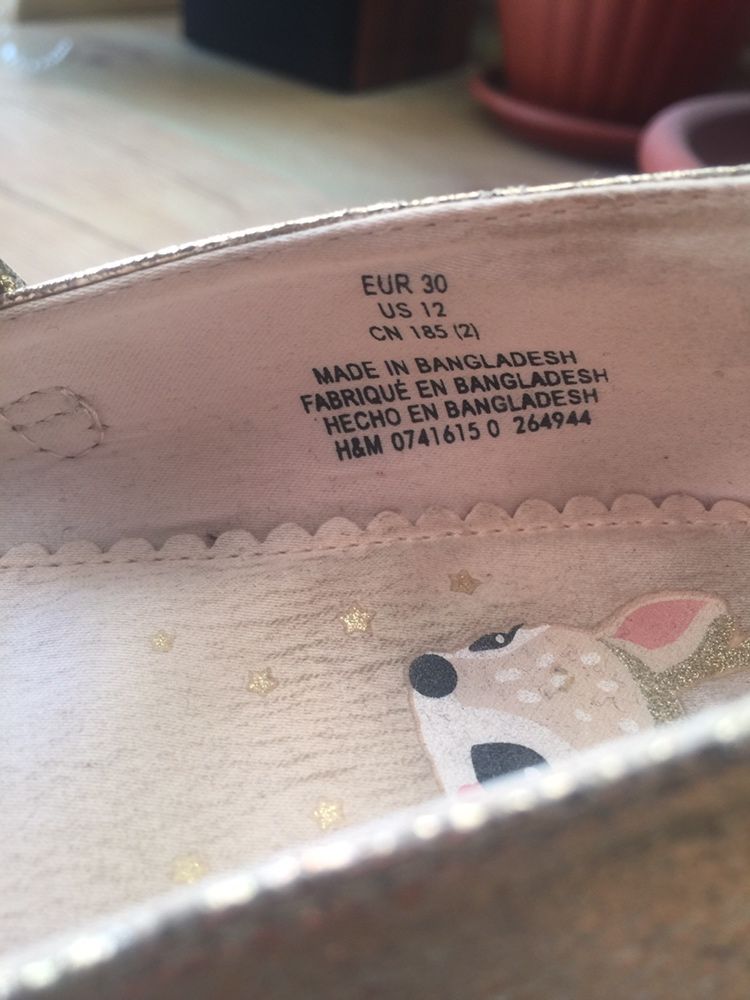 EUR 30
US 12
CN 185 (2)
MADE IN BANGLADESH
FABRIQUÉ EN BANGLADESH
HECHO EN BANGLADESH
H&M 0741615 0 264944